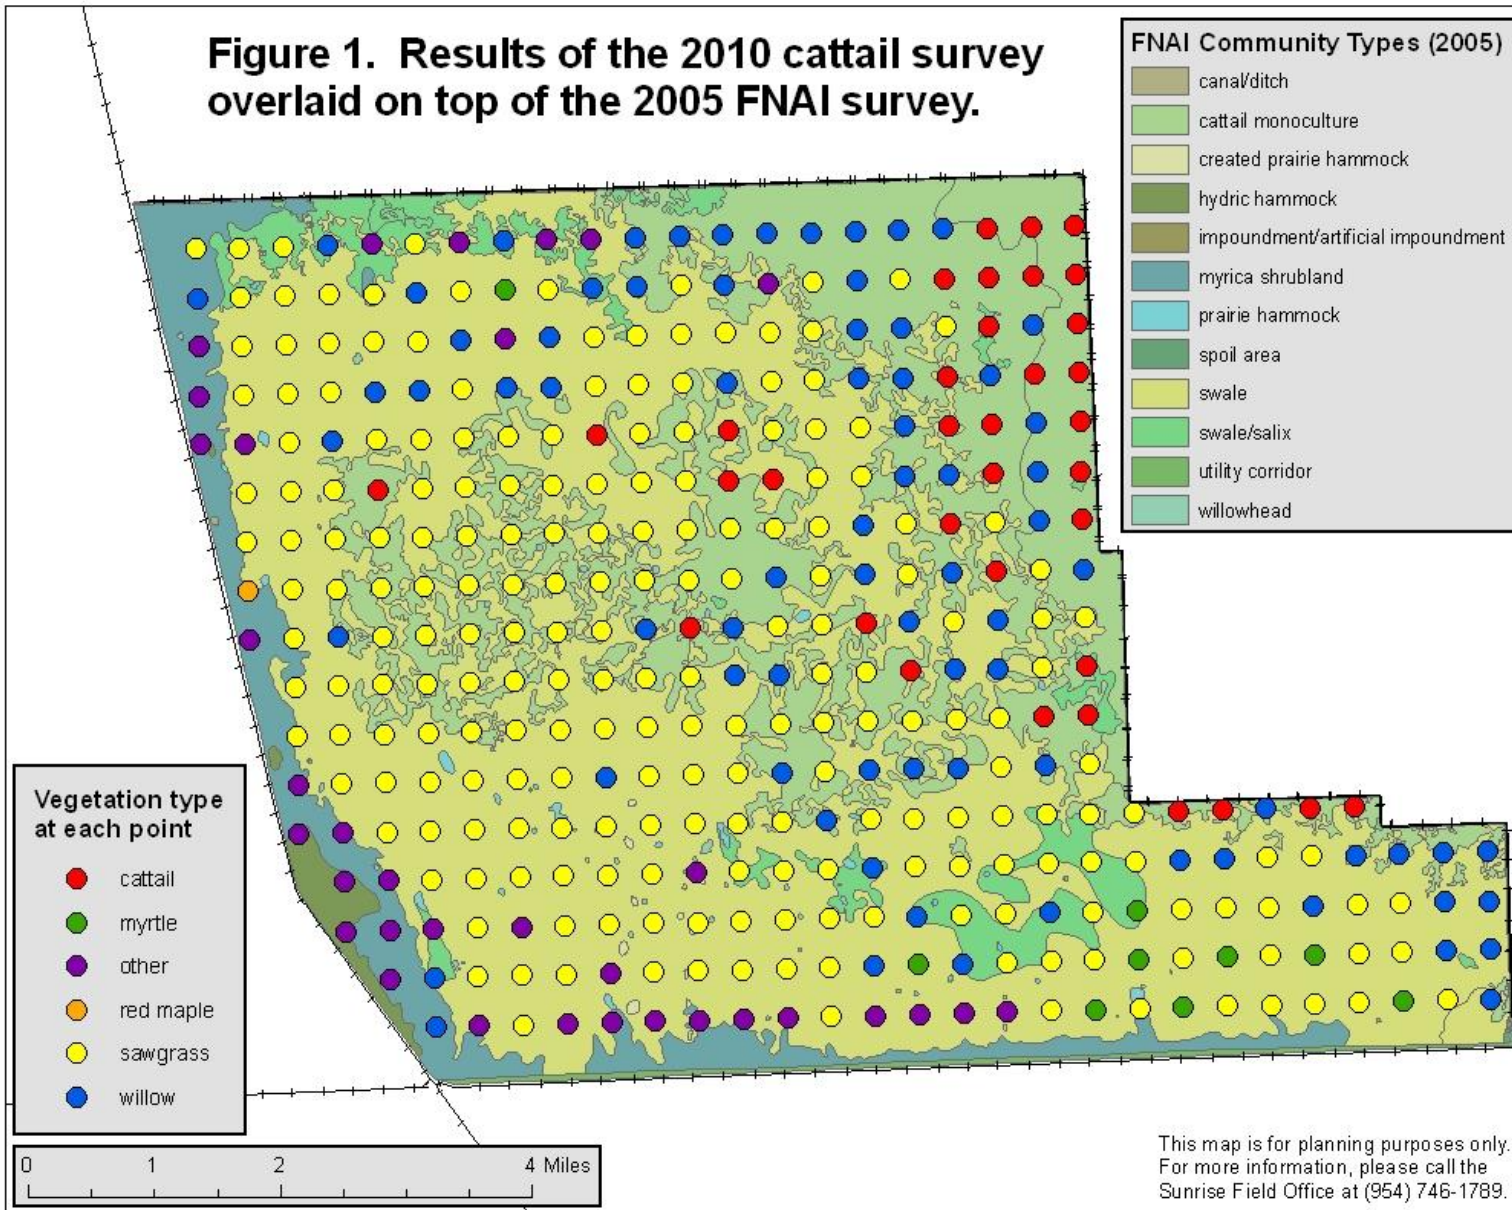 Figure 1. Results of the 2010 cattail survey
overlaid on top of the 2005 FNAI survey.
FNAI Community Types (2005)
canal/ditch
cattail monoculture
created prairie hammock
hydric hammock
impoundment/artificial impoundment
myrica shrubland
prairie hammock
spoil area
swale
swale/salix
utility corridor
willowhead
Vegetation type
at each point
cattail
myrtle
other
red maple
sawgrass
willow
0 1 2 4 Miles
This map is for planning purposes only.
For more information, please call the
Sunrise Field Office at (954) 746-1789.